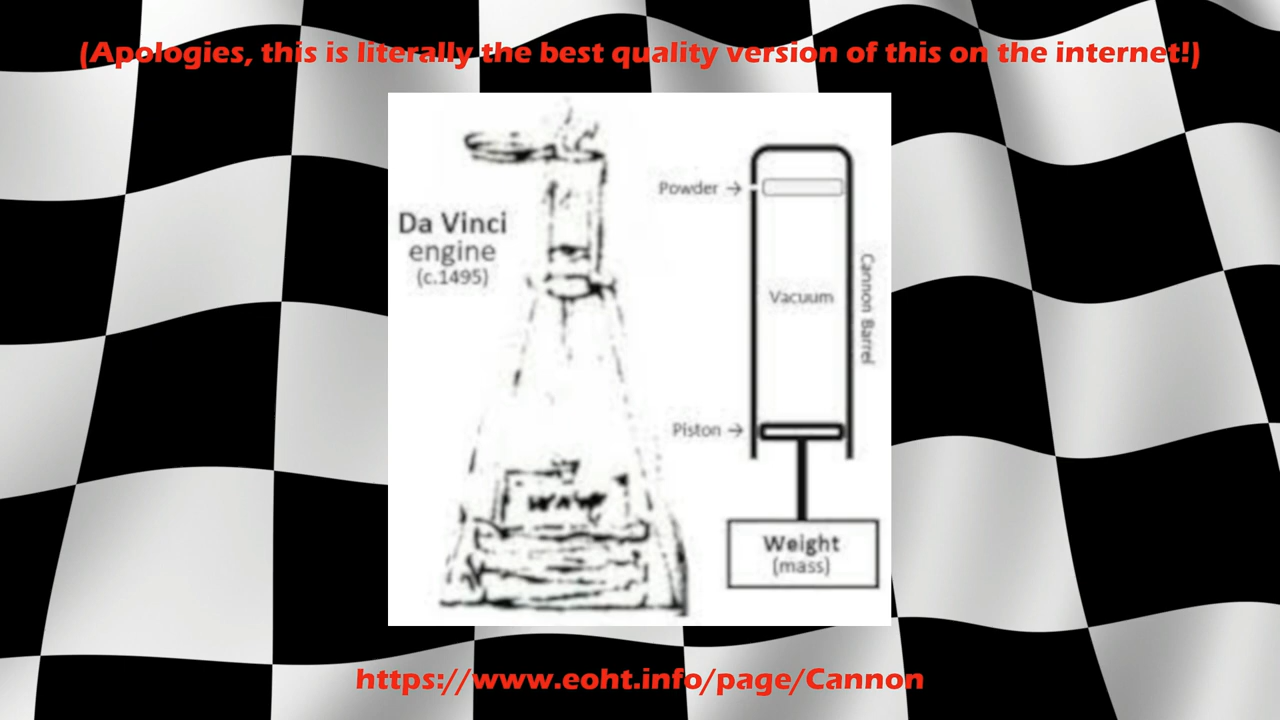 (Apologies, this is literally the best quality version of this on the internet!)
Da Vinci
engine
(c.1495)
Powder →
Vacuum
Cannon Barrel
Piston →
Weight
(mass)
https://www.eoht.info/page/Cannon